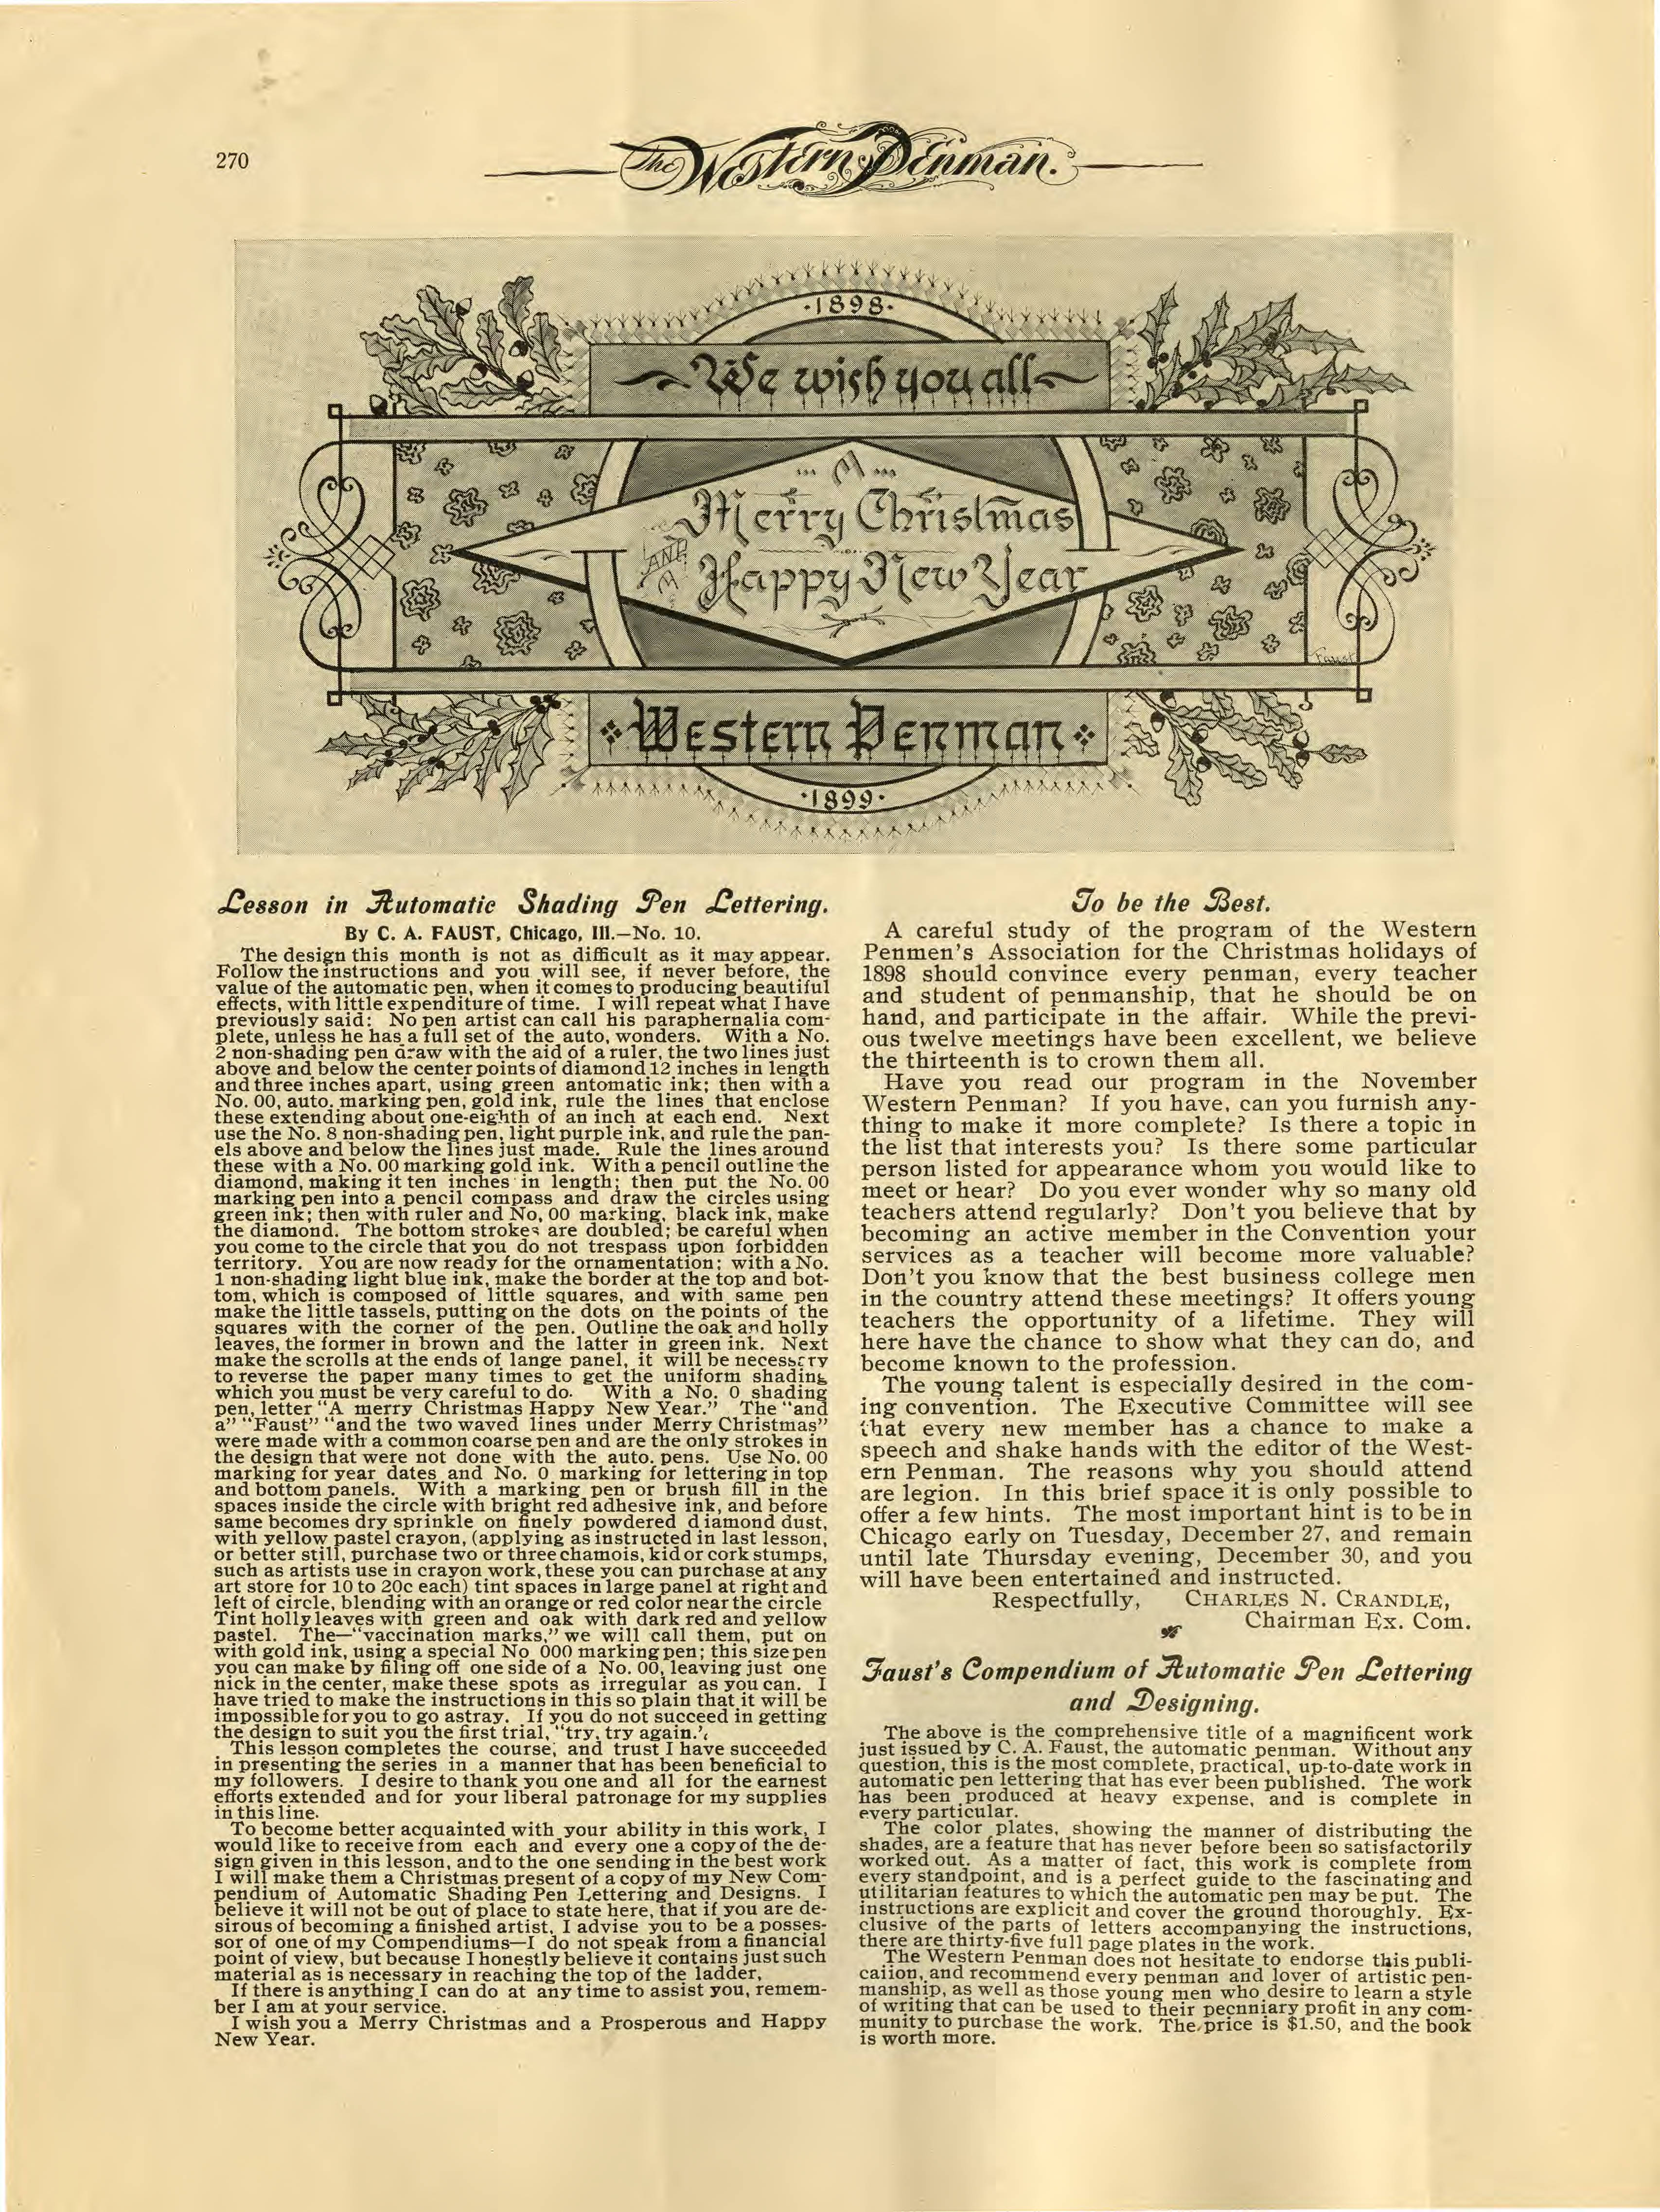 270
The Western Penman.
·1898·
We wish you all
A
Merry Christmas
AND
A
Happy New Year
Faust
Western Penman
·1899·
Lesson in Automatic Shading Pen Lettering.
By C. A. FAUST, Chicago, Ill.—No. 10.
The design this month is not as difficult as it may appear.
Follow the instructions and you will see, if never before, the
value of the automatic pen, when it comes to producing beautiful
effects, with little expenditure of time. I will repeat what I have
previously said: No pen artist can call his paraphernalia com-
plete, unless he has a full set of the auto, wonders. With a No.
2 non-shading pen draw with the aid of a ruler, the two lines just
above and below the center points of diamond 12 inches in length
and three inches apart, using green antomatic ink; then with a
No. 00, auto. marking pen, gold ink, rule the lines that enclose
these extending about one-eighth of an inch at each end. Next
use the No. 8 non-shading pen, light purple ink, and rule the pan-
els above and below the lines just made. Rule the lines around
these with a No. 00 marking gold ink. With a pencil outline the
diamond, making it ten inches in length; then put the No. 00
marking pen into a pencil compass and draw the circles using
green ink; then with ruler and No, 00 marking, black ink, make
the diamond. The bottom strokes are doubled; be careful when
you come to the circle that you do not trespass upon forbidden
territory. You are now ready for the ornamentation; with a No.
1 non-shading light blue ink, make the border at the top and bot-
tom, which is composed of little squares, and with same pen
make the little tassels, putting on the dots on the points of the
squares with the corner of the pen. Outline the oak and holly
leaves, the former in brown and the latter in green ink. Next
make the scrolls at the ends of lange panel, it will be necessary
to reverse the paper many times to get the uniform shading
which you must be very careful to do. With a No. 0 shading
pen, letter "A merry Christmas Happy New Year." The "and
a" "Faust" "and the two waved lines under Merry Christmas"
were made with a common coarse pen and are the only strokes in
the design that were not done with the auto. pens. Use No. 00
marking for year dates and No. 0 marking for lettering in top
and bottom panels. With a marking pen or brush fill in the
spaces inside the circle with bright red adhesive ink, and before
same becomes dry sprinkle on finely powdered diamond dust,
with yellow pastel crayon, (applying as instructed in last lesson,
or better still, purchase two or three chamois, kid or cork stumps,
such as artists use in crayon work, these you can purchase at any
art store for 10 to 20c each) tint spaces in large panel at right and
left of circle, blending with an orange or red color near the circle
Tint holly leaves with green and oak with dark red and yellow
pastel. The—"vaccination marks," we will call them, put on
with gold ink, using a special No 000 marking pen; this size pen
you can make by filing off one side of a No. 00, leaving just one
nick in the center, make these spots as irregular as you can. I
have tried to make the instructions in this so plain that it will be
impossible for you to go astray. If you do not succeed in getting
the design to suit you the first trial, "try, try again.'‚
This lesson completes the course, and trust I have succeeded
in presenting the series in a manner that has been beneficial to
my followers. I desire to thank you one and all for the earnest
efforts extended and for your liberal patronage for my supplies
in this line.
To become better acquainted with your ability in this work, I
would like to receive from each and every one a copy of the de-
sign given in this lesson, and to the one sending in the best work
I will make them a Christmas present of a copy of my New Com-
pendium of Automatic Shading Pen Lettering and Designs. I
believe it will not be out of place to state here, that if you are de-
sirous of becoming a finished artist, I advise you to be a posses-
sor of one of my Compendiums—I do not speak from a financial
point of view, but because I honestly believe it contains just such
material as is necessary in reaching the top of the ladder,
If there is anything I can do at any time to assist you, remem-
ber I am at your service.
I wish you a Merry Christmas and a Prosperous and Happy
New Year.
To be the Best.
A careful study of the program of the Western
Penmen's Association for the Christmas holidays of
1898 should convince every penman, every teacher
and student of penmanship, that he should be on
hand, and participate in the affair. While the previ-
ous twelve meetings have been excellent, we believe
the thirteenth is to crown them all.
Have you read our program in the November
Western Penman? If you have, can you furnish any-
thing to make it more complete? Is there a topic in
the list that interests you? Is there some particular
person listed for appearance whom you would like to
meet or hear? Do you ever wonder why so many old
teachers attend regularly? Don't you believe that by
becoming an active member in the Convention your
services as a teacher will become more valuable?
Don't you know that the best business college men
in the country attend these meetings? It offers young
teachers the opportunity of a lifetime. They will
here have the chance to show what they can do, and
become known to the profession.
The young talent is especially desired in the com-
ing convention. The Executive Committee will see
that every new member has a chance to make a
speech and shake hands with the editor of the West-
ern Penman. The reasons why you should attend
are legion. In this brief space it is only possible to
offer a few hints. The most important hint is to be in
Chicago early on Tuesday, December 27, and remain
until late Thursday evening, December 30, and you
will have been entertained and instructed.
Respectfully, CHARLES N. CRANDLE,
Chairman Ex. Com.
Faust's Compendium of Automatic Pen Lettering
and Designing.
The above is the comprehensive title of a magnificent work
just issued by C. A. Faust, the automatic penman. Without any
question, this is the most complete, practical, up-to-date work in
automatic pen lettering that has ever been published. The work
has been produced at heavy expense, and is complete in
every particular.
The color plates, showing the manner of distributing the
shades, are a feature that has never before been so satisfactorily
worked out. As a matter of fact, this work is complete from
every standpoint, and is a perfect guide to the fascinating and
utilitarian features to which the automatic pen may be put. The
instructions are explicit and cover the ground thoroughly. Ex-
clusive of the parts of letters accompanying the instructions,
there are thirty-five full page plates in the work.
The Western Penman does not hesitate to endorse this publi-
caiion, and recommend every penman and lover of artistic pen-
manship, as well as those young men who desire to learn a style
of writing that can be used to their pecnniary profit in any com-
munity to purchase the work. The price is $1.50, and the book
is worth more.